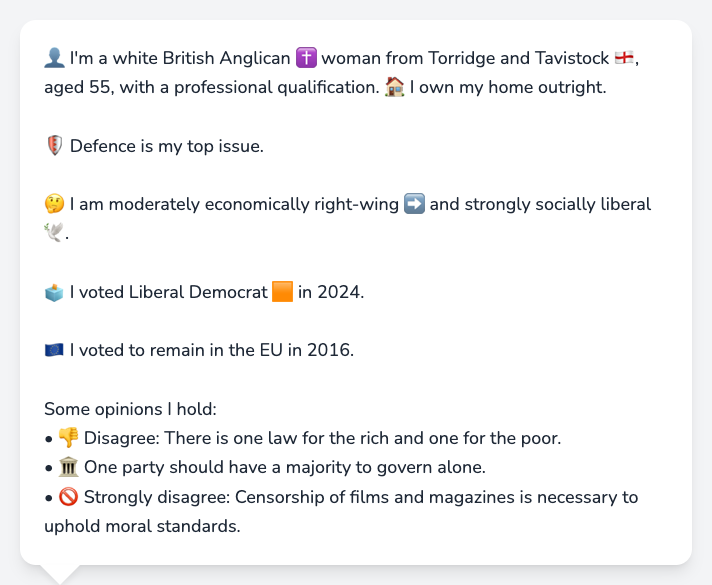 👤 I'm a white British Anglican ✝️ woman from Torridge and Tavistock 🏴󠁧󠁢󠁥󠁮󠁧󠁿,
aged 55, with a professional qualification. 🏠 I own my home outright.
🛡️ Defence is my top issue.
🤔 I am moderately economically right-wing ➡️ and strongly socially liberal
🕊️.
🗳️ I voted Liberal Democrat 🟧 in 2024.
🇪🇺 I voted to remain in the EU in 2016.
Some opinions I hold:
• 👎 Disagree: There is one law for the rich and one for the poor.
• 🏛️ One party should have a majority to govern alone.
• 🚫 Strongly disagree: Censorship of films and magazines is necessary to
uphold moral standards.